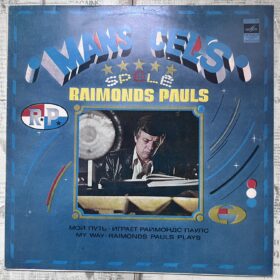 MANS CEĻŠ
SPĒLĒ
RAIMONDS PAULS
R.P.
МОЙ ПУТЬ · ИГРАЕТ РАЙМОНДС ПАУЛС
MY WAY · RAIMONDS PAULS PLAYS